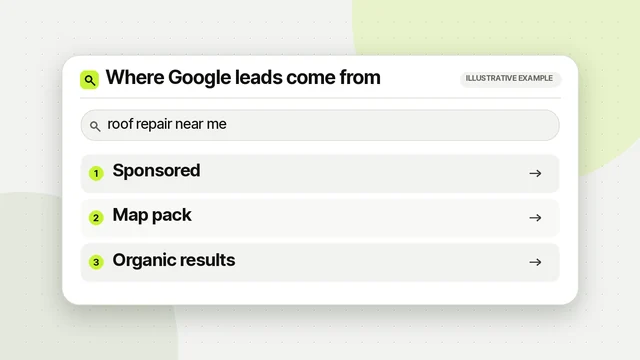 Where Google leads come from
ILLUSTRATIVE EXAMPLE
roof repair near me
1 Sponsored →
2 Map pack →
3 Organic results →